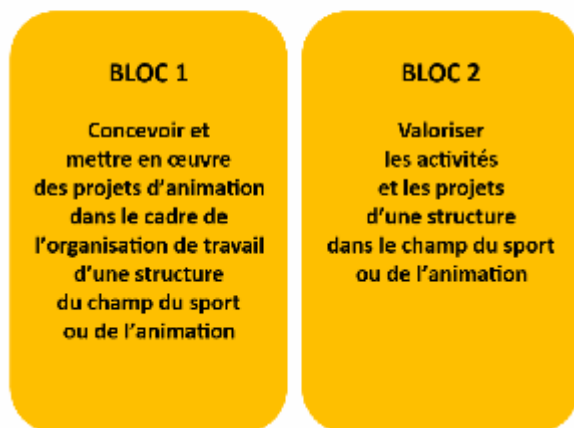 BLOC 1
Concevoir et
mettre en œuvre
des projets d'animation
dans le cadre de
l'organisation de travail
d'une structure
du champ du sport
ou de l'animation
BLOC 2
Valoriser
les activités
et les projets
d'une structure
dans le champ du sport
ou de l'animation